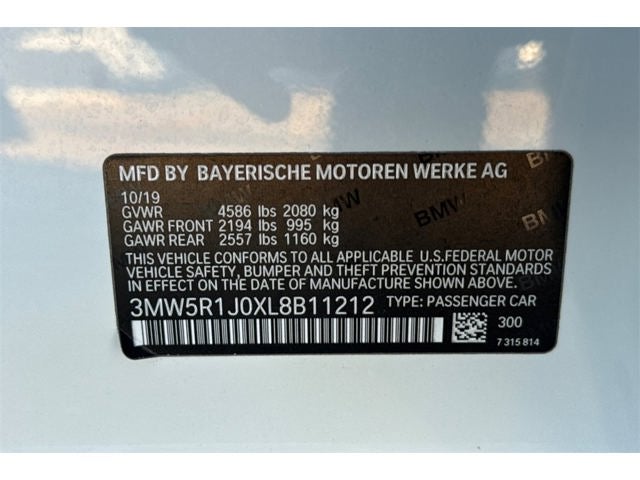 MFD BY BAYERISCHE MOTOREN WERKE AG
10/19
GVWR 4586 lbs 2080 kg
GAWR FRONT 2194 lbs 995 kg
GAWR REAR 2557 lbs 1160 kg
THIS VEHICLE CONFORMS TO ALL APPLICABLE U.S.FEDERAL MOTOR
VEHICLE SAFETY, BUMPER AND THEFT PREVENTION STANDARDS
IN EFFECT ON THE DATE OF MANUFACTURE SHOWN ABOVE.
3MW5R1J0XL8B11212 TYPE: PASSENGER CAR
300
7 315 814
BMW